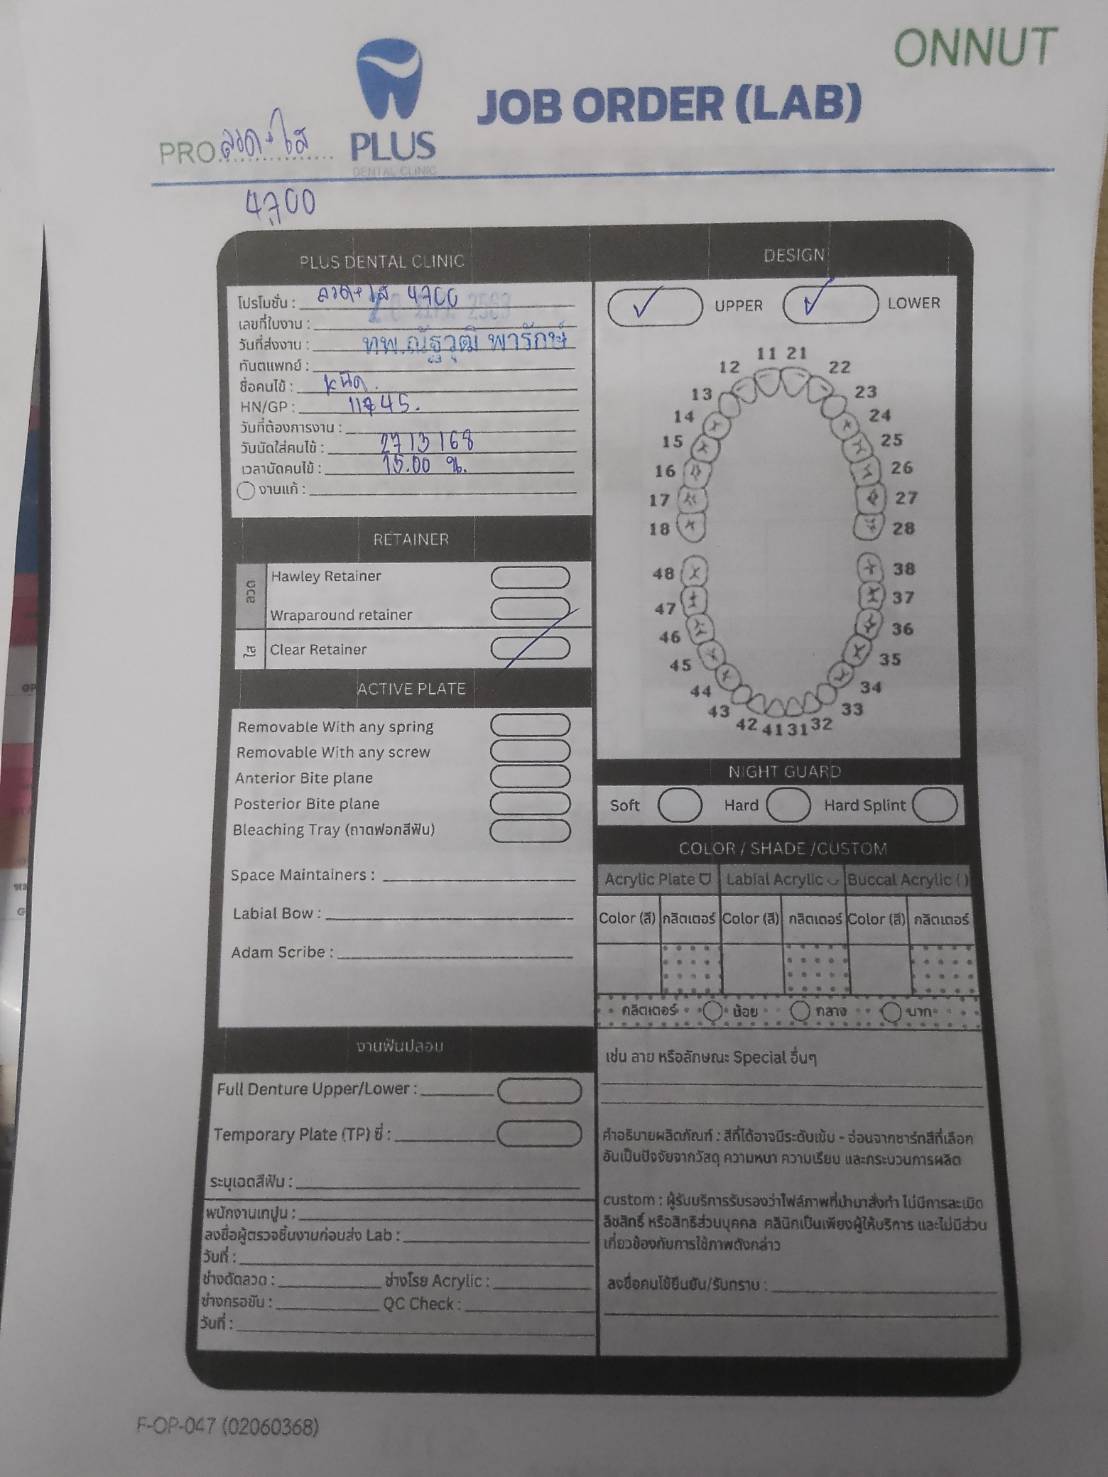 ONNUT
PLUS
DENTAL CLINIC
JOB ORDER (LAB)
PRO. ลวด+ใส
4,700
PLUS DENTAL CLINIC
โปรโมชั่น : ลวด+ใส 4700
เลขที่ใบงาน :
วันที่ส่งงาน : ทพ.ณัฐวุฒิ พารักษ์
ทันตแพทย์ :
ชื่อคนไข้ :
HN/GP : 11745.
วันที่ต้องการงาน :
วันนัดใส่คนไข้ : 27/3/68
เวลานัดคนไข้ : 15.00 น.
งานแก้ :
DESIGN
UPPER
LOWER
11 21
12 22
13 23
14 24
15 25
16 26
17 27
18 28
48 38
47 37
46 36
45 35
44 34
43 33
42 41 31 32
RETAINER
ลวด
Hawley Retainer
Wraparound retainer
ใส
Clear Retainer
ACTIVE PLATE
Removable With any spring
Removable With any screw
Anterior Bite plane
Posterior Bite plane
Bleaching Tray (ถาดฟอกสีฟัน)
Space Maintainers :
Labial Bow :
Adam Scribe :
NIGHT GUARD
Soft Hard Hard Splint
COLOR / SHADE /CUSTOM
Acrylic Plate Labial Acrylic Buccal Acrylic ( )
Color (สี) กลิตเตอร์ Color (สี) กลิตเตอร์ Color (สี) กลิตเตอร์
กลิตเตอร์ น้อย กลาง มาก
เช่น ลาย หรือลักษณะ Special อื่นๆ
คำอธิบายผลิตภัณฑ์ : สีที่ได้อาจมีระดับเข้ม - อ่อนจากชาร์ทสีที่เลือก
อันเป็นปัจจัยจากวัสดุ ความหนา ความเรียบ และกระบวนการผลิต
custom : ผู้รับบริการรับรองว่าไฟล์ภาพที่นำมาสั่งทำ ไม่มีการละเมิด
ลิขสิทธิ์ หรือสิทธิส่วนบุคคล คลินิกเป็นเพียงผู้ให้บริการ และไม่มีส่วน
เกี่ยวข้องกับการใช้ภาพดังกล่าว
ลงชื่อคนไข้ยืนยัน/รับทราบ :
งานฟันปลอม
Full Denture Upper/Lower :
Temporary Plate (TP) ซี่ :
ระบุเฉดสีฟัน :
พนักงานเทปูน :
ลงชื่อผู้ตรวจชิ้นงานก่อนส่ง Lab :
วันที่ :
ช่างดัดลวด : ช่างโรย Acrylic :
ช่างกรอขัน : QC Check :
วันที่ :
F-OP-047 (02060368)